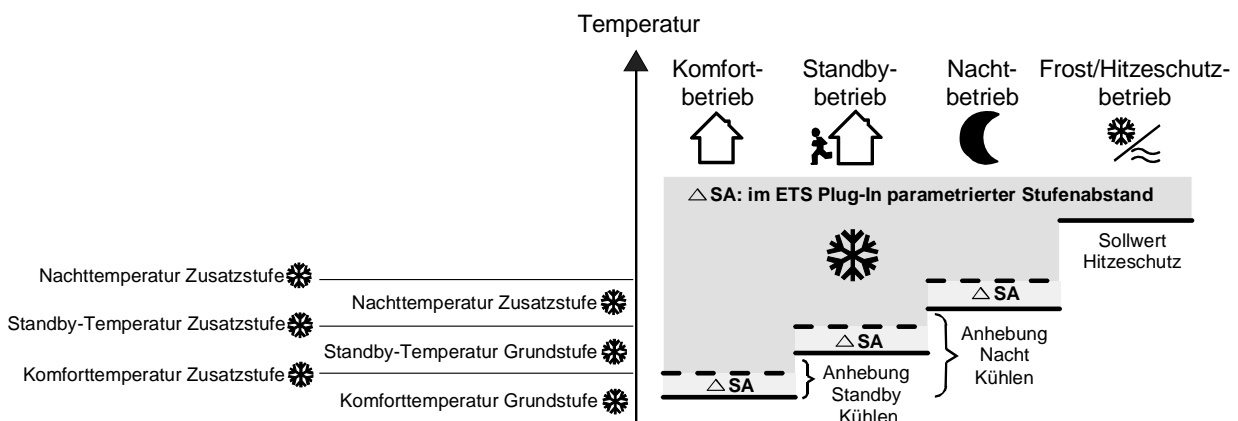 Temperatur
Komfort-
betrieb
Standby-
betrieb
Nacht-
betrieb
Frost/Hitzeschutz-
betrieb
△ SA: im ETS Plug-In parametrierter Stufenabstand
Sollwert
Hitzeschutz
Nachttemperatur Zusatzstufe
Nachttemperatur Zusatzstufe
△ SA
Standby-Temperatur Zusatzstufe
Standby-Temperatur Grundstufe
△ SA
Anhebung
Nacht
Kühlen
Komforttemperatur Zusatzstufe
Komforttemperatur Grundstufe
△ SA
Anhebung
Standby
Kühlen